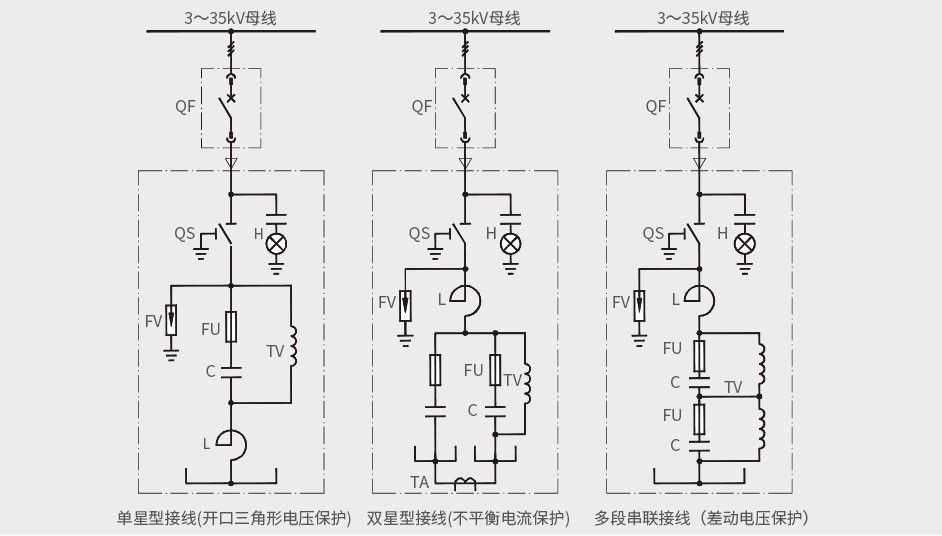 3～35kV母线
3～35kV母线
3～35kV母线
QF
QF
QF
QS
H
QS
H
QS
H
L
L
FV
FV
FV
FU
TV
C
FU
TV
C
FU
C
TV
FU
C
L
TA
单星型接线(开口三角形电压保护)
双星型接线(不平衡电流保护)
多段串联接线（差动电压保护）